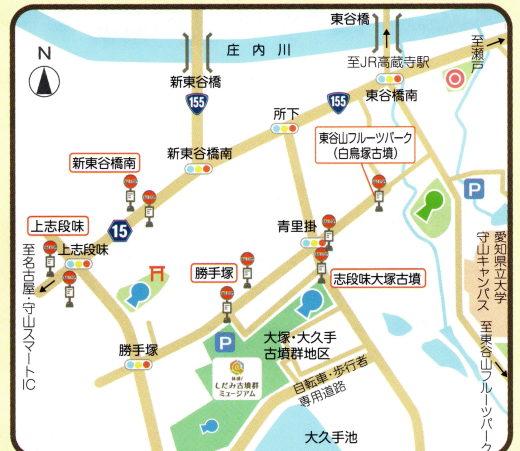 東谷橋
N
庄内川
至JR高蔵寺駅
至瀬戸
新東谷橋
155
155
東谷橋南
所下
東谷山フルーツパーク
(白鳥塚古墳)
新東谷橋南
新東谷橋南
P
15
上志段味
上志段味
青里掛
志段味大塚古墳
勝手塚
愛知県立大学
守山キャンパス
至名古屋・守山スマートIC
至東谷山フルーツパーク
勝手塚
P
大塚・大久手
古墳群地区
しだみ古墳群
ミュージアム
自転車・歩行者
専用道路
大久手池